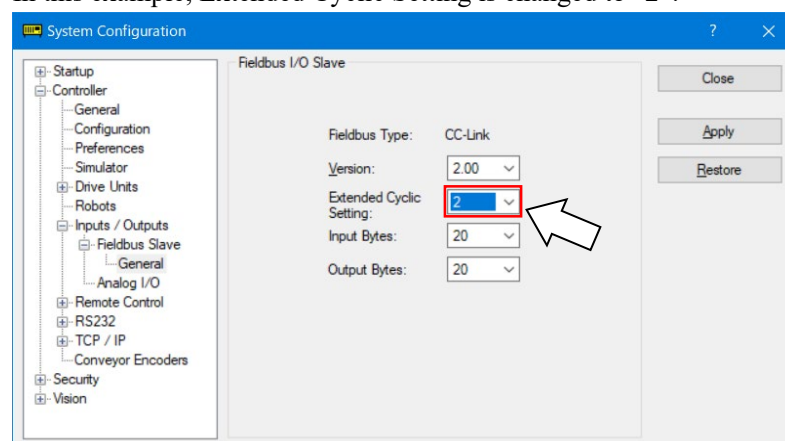 In this example, Extended Cyclic Setting is changed to "2".
System Configuration
Startup
Controller
General
Configuration
Preferences
Simulator
Drive Units
Robots
Inputs / Outputs
Fieldbus Slave
General
Analog I/O
Remote Control
RS232
TCP / IP
Conveyor Encoders
Security
Vision
Fieldbus I/O Slave
Fieldbus Type: CC-Link
Version: 2.00
Extended Cyclic
Setting: 2
Input Bytes: 20
Output Bytes: 20
Close
Apply
Restore